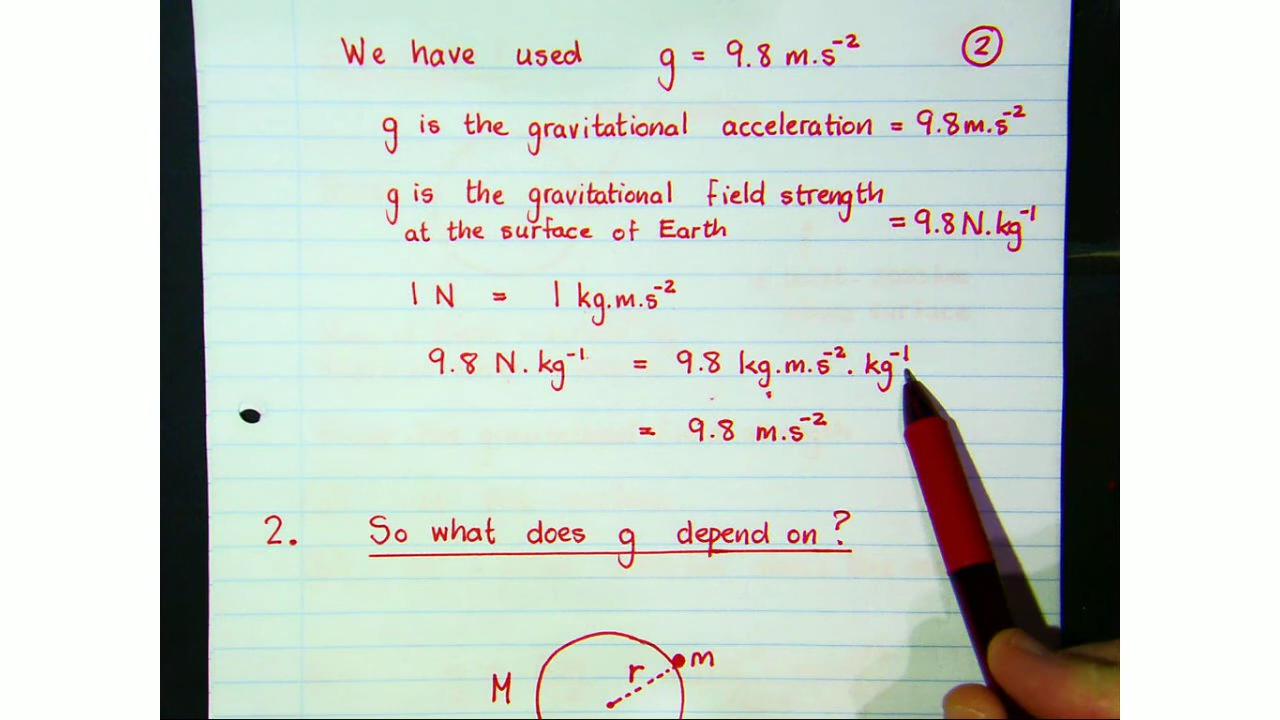 We have used g = 9.8 m.s⁻² ②
g is the gravitational acceleration = 9.8m.s⁻²
g is the gravitational field strength
at the surface of Earth = 9.8 N.kg⁻¹
1 N = 1 kg.m.s⁻²
9.8 N.kg⁻¹ = 9.8 kg.m.s⁻².kg⁻¹
= 9.8 m.s⁻²
2. So what does g depend on?
m
r
M